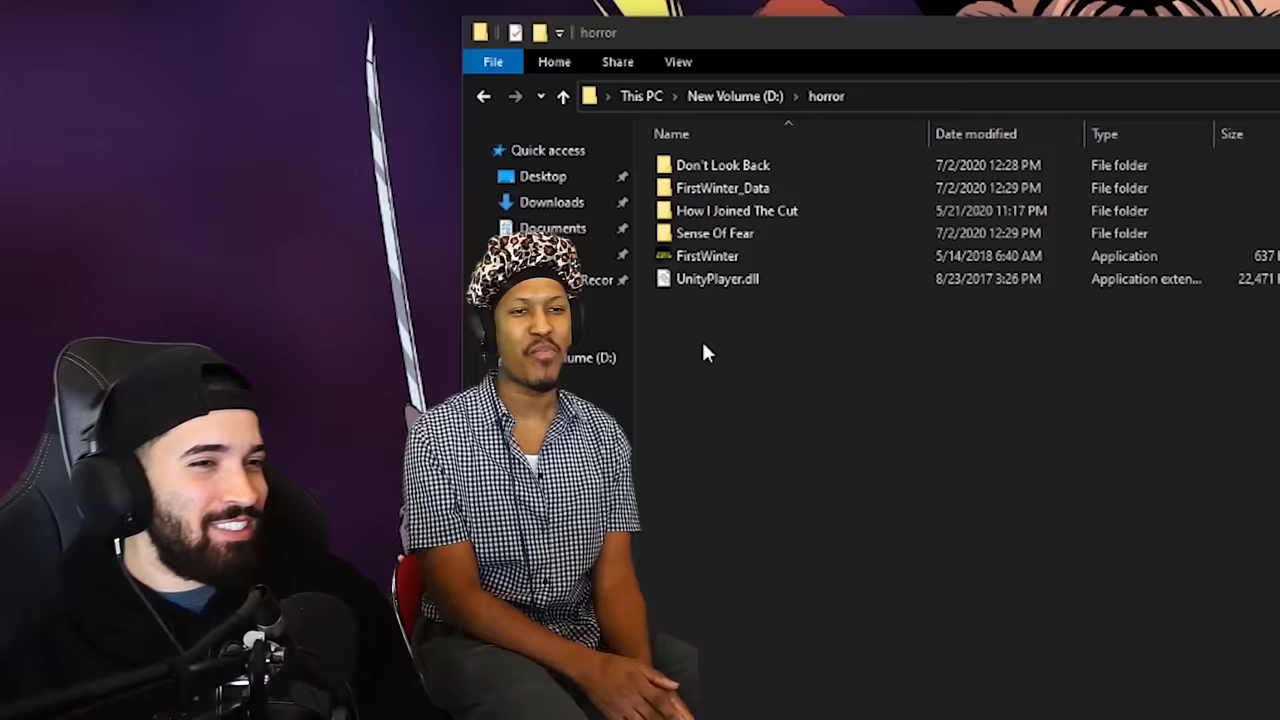 horror
File Home Share View
This PC New Volume (D:) horror
Name Date modified Type Size
Quick access
Desktop
Downloads
Documents
Recor
ume (D:)
Don't Look Back 7/2/2020 12:28 PM File folder
FirstWinter_Data 7/2/2020 12:29 PM File folder
How I Joined The Cut 5/21/2020 11:17 PM File folder
Sense Of Fear 7/2/2020 12:29 PM File folder
FirstWinter 5/14/2018 6:40 AM Application 637
UnityPlayer.dll 8/23/2017 3:26 PM Application exten... 22,471